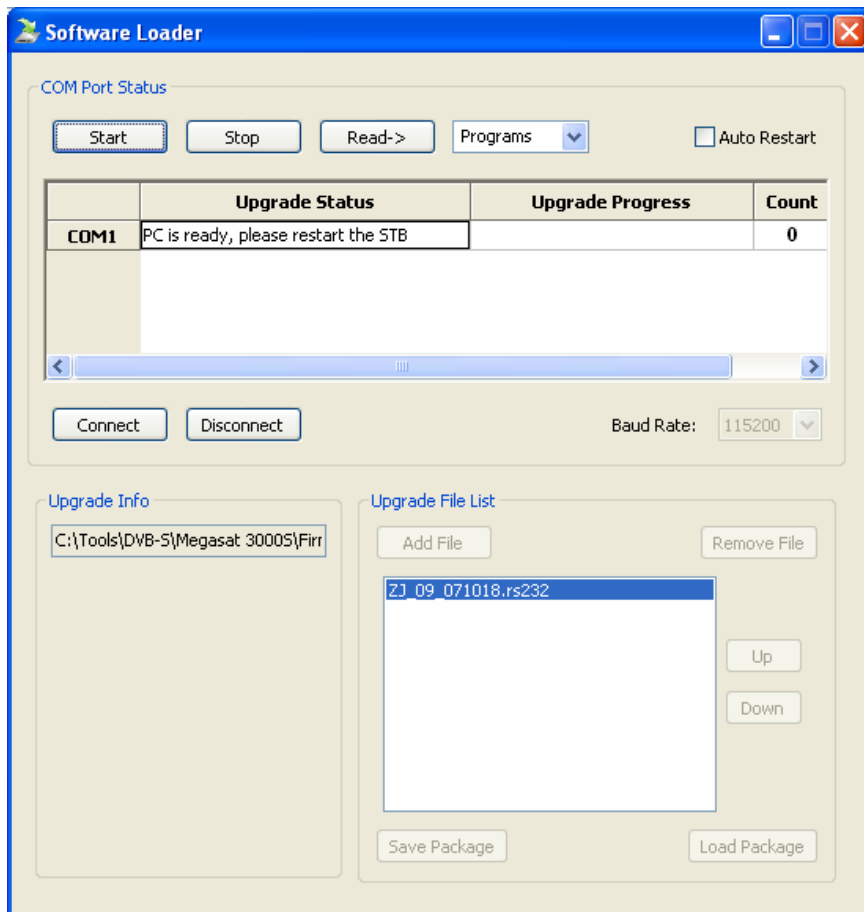 Software Loader
COM Port Status
Start Stop Read-> Programs Auto Restart
Upgrade Status Upgrade Progress Count
COM1 PC is ready, please restart the STB 0
Connect Disconnect Baud Rate: 115200
Upgrade Info
C:\Tools\DVB-S\Megasat 3000S\Firr
Upgrade File List
Add File Remove File
ZJ_09_071018.rs232
Up
Down
Save Package Load Package